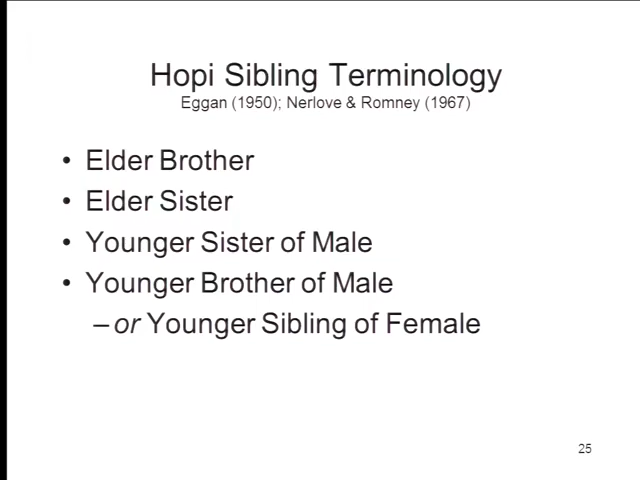 Hopi Sibling Terminology
Eggan (1950); Nerlove & Romney (1967)
• Elder Brother
• Elder Sister
• Younger Sister of Male
• Younger Brother of Male
– or Younger Sibling of Female
25